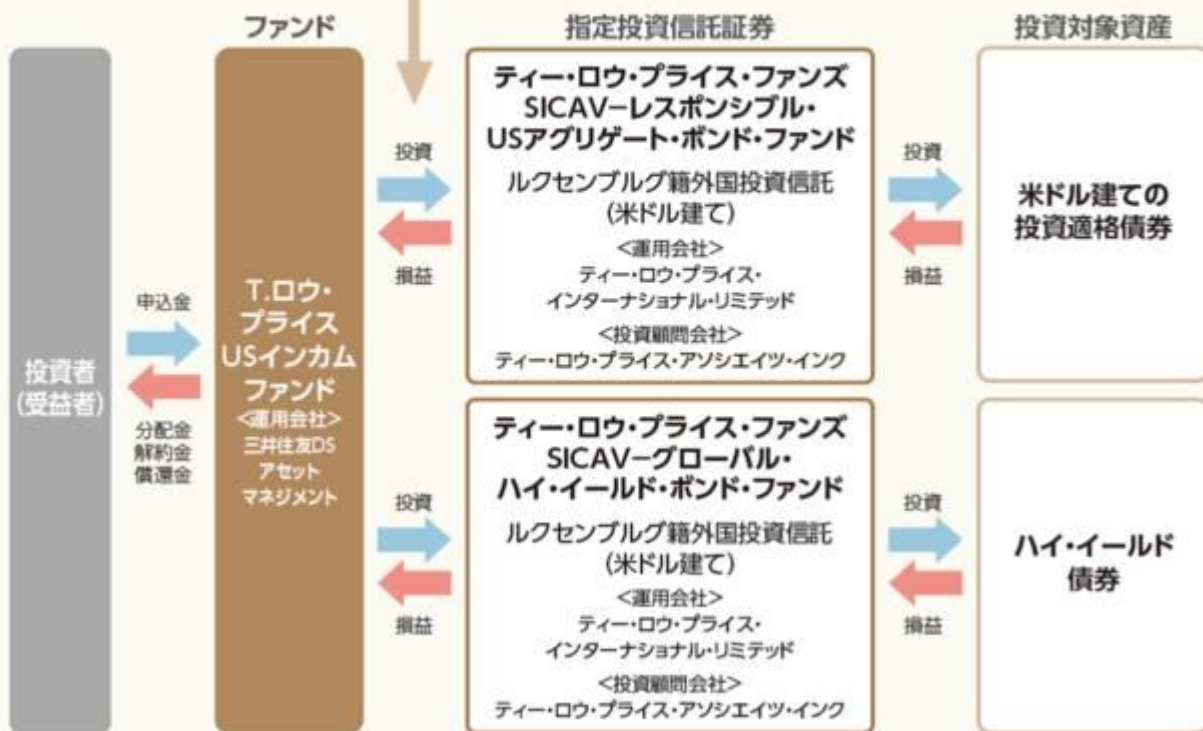 ファンド
指定投資信託証券
投資対象資産
投資者
(受益者)
申込金
分配金
解約金
償還金
T.ロウ・
プライス
USインカム
ファンド
<運用会社>
三井住友DS
アセット
マネジメント
投資
損益
ティー・ロウ・プライス・ファンズ
SICAV－レスポンシブル・
USアグリゲート・ボンド・ファンド
ルクセンブルグ籍外国投資信託
(米ドル建て)
<運用会社>
ティー・ロウ・プライス・
インターナショナル・リミテッド
<投資顧問会社>
ティー・ロウ・プライス・アソシエイツ・インク
投資
損益
米ドル建ての
投資適格債券
投資
損益
ティー・ロウ・プライス・ファンズ
SICAV－グローバル・
ハイ・イールド・ボンド・ファンド
ルクセンブルグ籍外国投資信託
(米ドル建て)
<運用会社>
ティー・ロウ・プライス・
インターナショナル・リミテッド
<投資顧問会社>
ティー・ロウ・プライス・アソシエイツ・インク
投資
損益
ハイ・イールド
債券